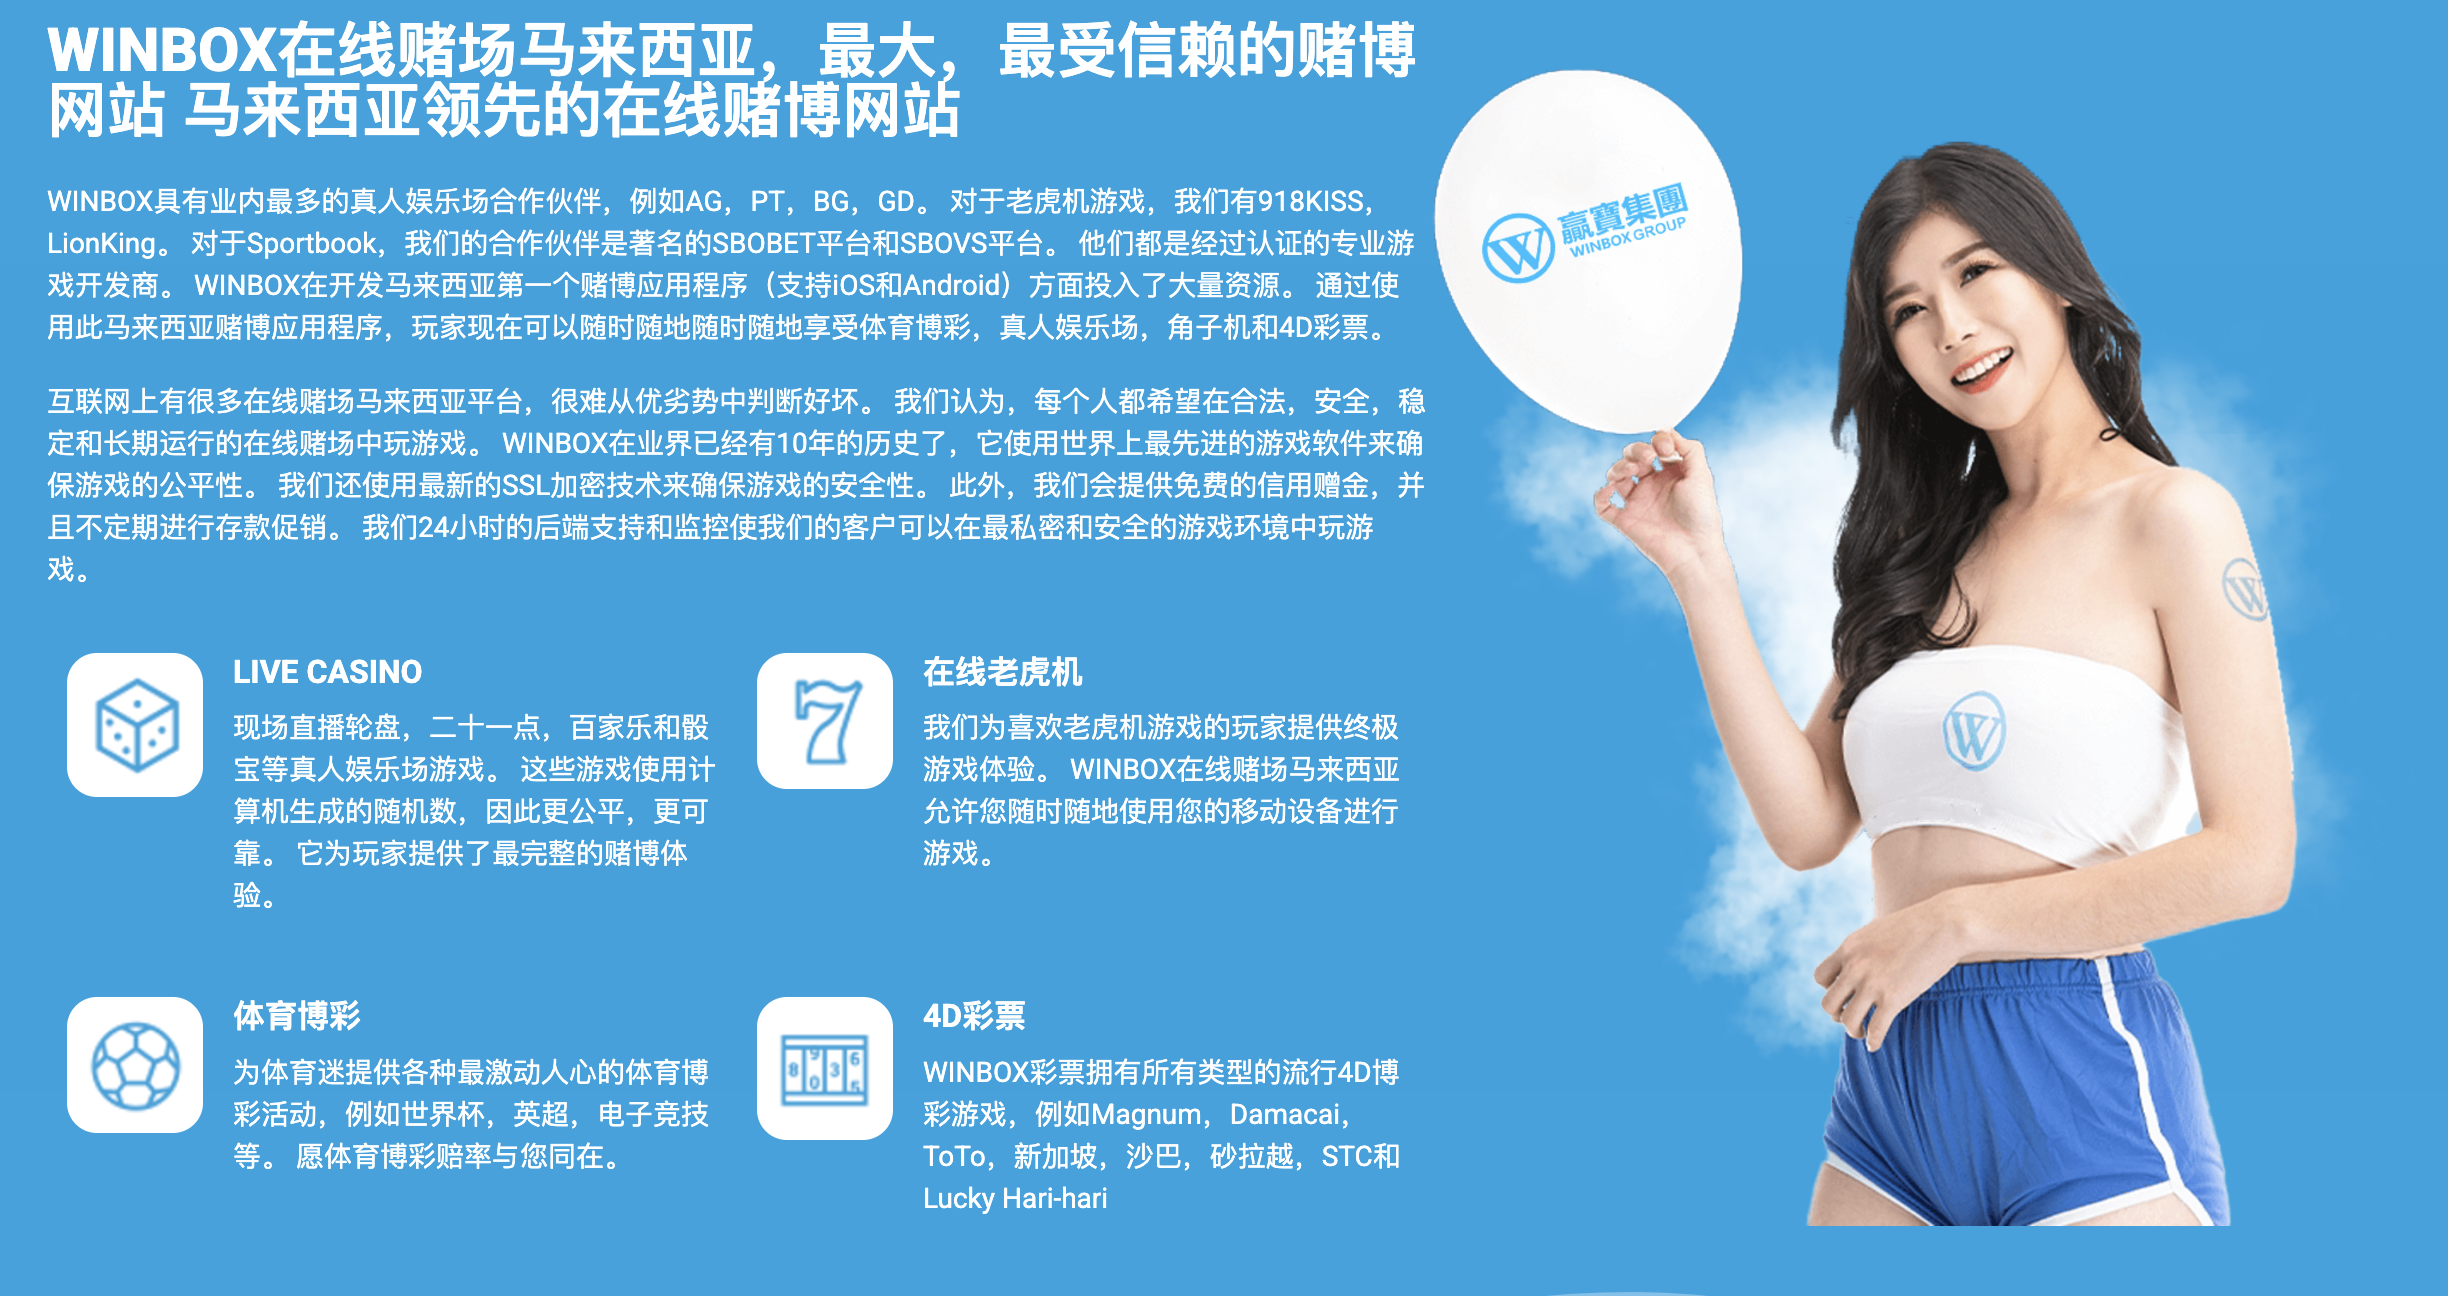 WINBOX在线赌场马来西亚，最大，最受信赖的赌博
网站 马来西亚领先的在线赌博网站
WINBOX具有业内最多的真人娱乐场合作伙伴，例如AG，PT，BG，GD。 对于老虎机游戏，我们有918KISS，
LionKing。 对于Sportbook，我们的合作伙伴是著名的SBOBET平台和SBOVS平台。 他们都是经过认证的专业游
戏开发商。 WINBOX在开发马来西亚第一个赌博应用程序（支持iOS和Android）方面投入了大量资源。 通过使
用此马来西亚赌博应用程序，玩家现在可以随时随地随时随地享受体育博彩，真人娱乐场，角子机和4D彩票。
互联网上有很多在线赌场马来西亚平台，很难从优劣势中判断好坏。 我们认为，每个人都希望在合法，安全，稳
定和长期运行的在线赌场中玩游戏。 WINBOX在业界已经有10年的历史了，它使用世界上最先进的游戏软件来确
保游戏的公平性。 我们还使用最新的SSL加密技术来确保游戏的安全性。 此外，我们会提供免费的信用赠金，并
且不定期进行存款促销。 我们24小时的后端支持和监控使我们的客户可以在最私密和安全的游戏环境中玩游
戏。
LIVE CASINO
现场直播轮盘，二十一点，百家乐和骰
宝等真人娱乐场游戏。 这些游戏使用计
算机生成的随机数，因此更公平，更可
靠。 它为玩家提供了最完整的赌博体
验。
7
在线老虎机
我们为喜欢老虎机游戏的玩家提供终极
游戏体验。 WINBOX在线赌场马来西亚
允许您随时随地使用您的移动设备进行
游戏。
体育博彩
为体育迷提供各种最激动人心的体育博
彩活动，例如世界杯，英超，电子竞技
等。 愿体育博彩赔率与您同在。
9 6
8 3
0 5
4D彩票
WINBOX彩票拥有所有类型的流行4D博
彩游戏，例如Magnum，Damacai，
ToTo，新加坡，沙巴，砂拉越，STC和
Lucky Hari-hari
W 贏寶集團
WINBOX GROUP
W
W